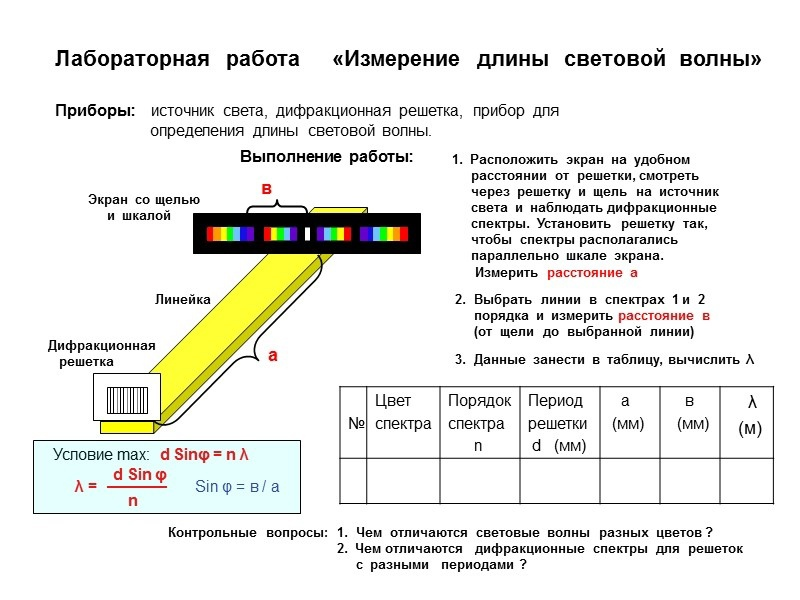 Лабораторная работа «Измерение длины световой волны»
Приборы: источник света, дифракционная решетка, прибор для
определения длины световой волны.
Выполнение работы:
Экран со щелью
и шкалой
в
Линейка
Дифракционная
решетка
а
1. Расположить экран на удобном
расстоянии от решетки, смотреть
через решетку и щель на источник
света и наблюдать дифракционные
спектры. Установить решетку так,
чтобы спектры располагались
параллельно шкале экрана.
Измерить расстояние а
2. Выбрать линии в спектрах 1 и 2
порядка и измерить расстояние в
(от щели до выбранной линии)
3. Данные занести в таблицу, вычислить λ
№ Цвет спектра Порядок спектра n Период решетки d (мм) а (мм) в (мм) λ (м)
Условие max: d Sinφ = n λ
λ = d Sin φ / n Sin φ = в / а
Контрольные вопросы: 1. Чем отличаются световые волны разных цветов ?
2. Чем отличаются дифракционные спектры для решеток
с разными периодами ?